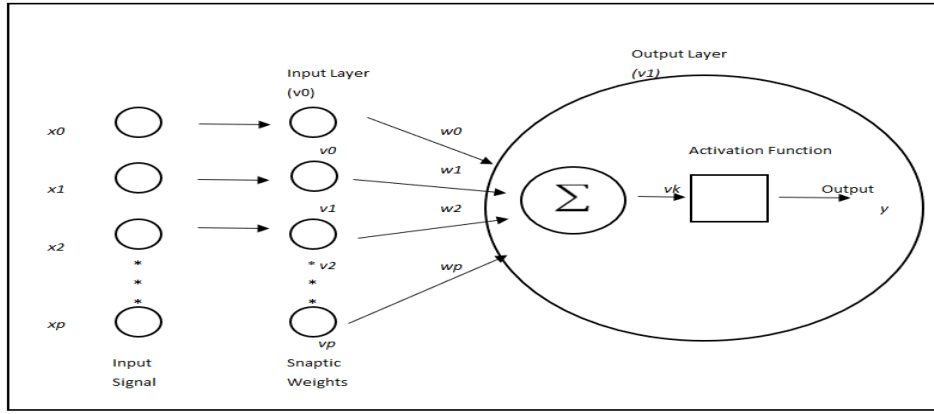 Output Layer
(v1)
Input Layer
(v0)
x0
w0
v0
Activation Function
x1
w1
Σ
vk
Output
v1
w2
y
x2
* v2
*
*
*
*
*
wp
xp
vp
Input
Signal
Snaptic
Weights